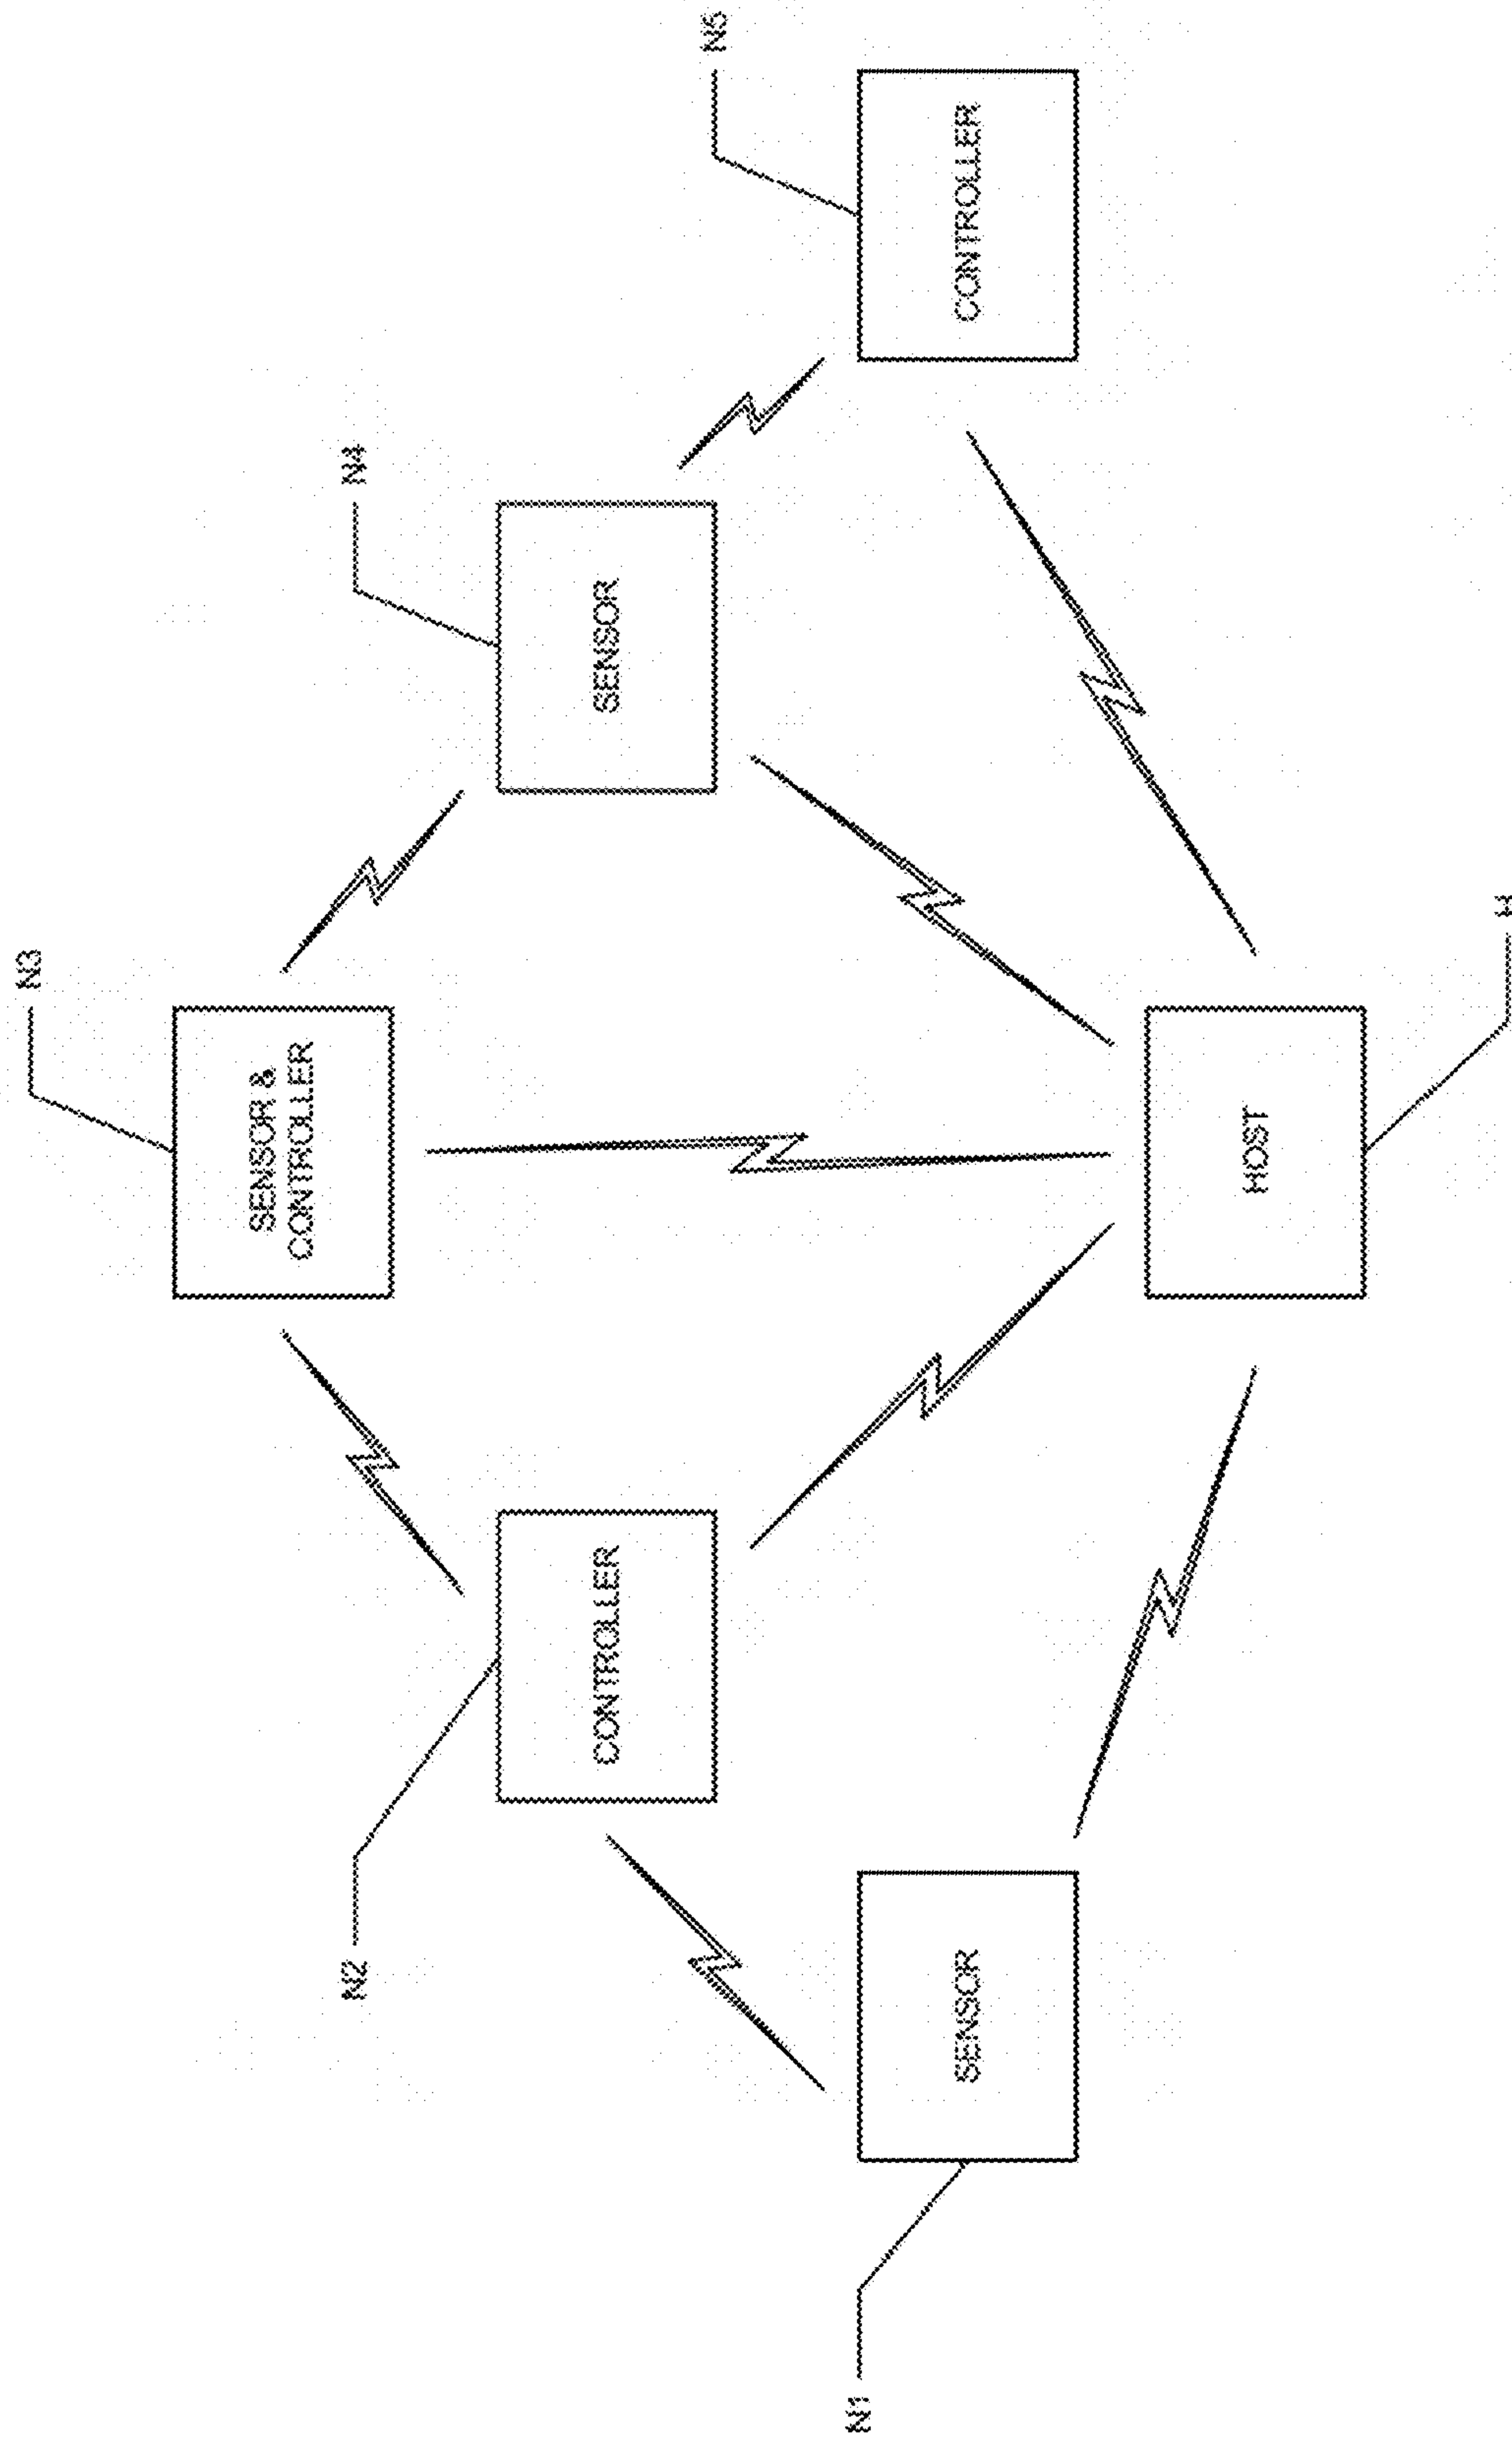 N3
SENSOR &
CONTROLLER
N2
CONTROLLER
N4
SENSOR
N1
SENSOR
N5
CONTROLLER
HOST
H